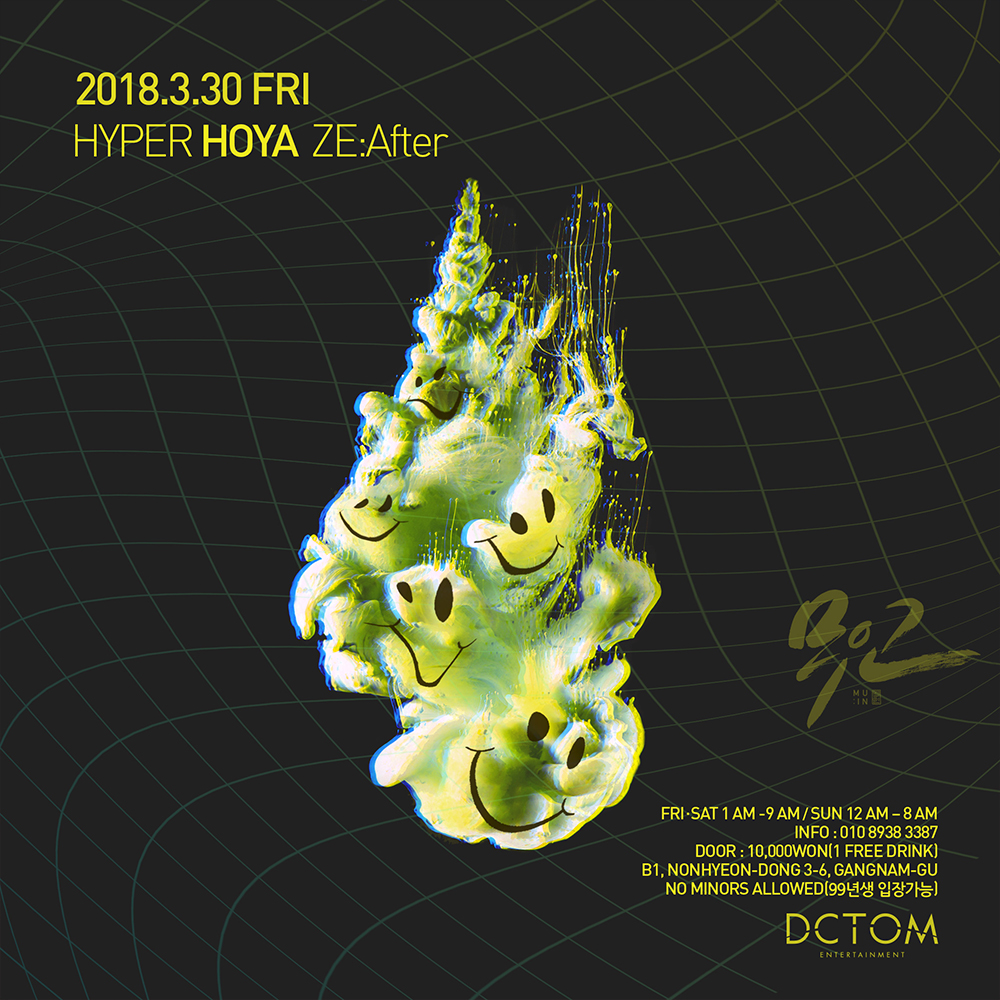 2018.3.30 FRI
HYPER HOYA ZE:After
무인
MU
:IN
FRI·SAT 1 AM -9 AM / SUN 12 AM – 8 AM
INFO : 010 8938 3387
DOOR : 10,000WON(1 FREE DRINK)
B1, NONHYEON-DONG 3-6, GANGNAM-GU
NO MINORS ALLOWED(99년생 입장가능)
DCTOM
ENTERTAINMENT